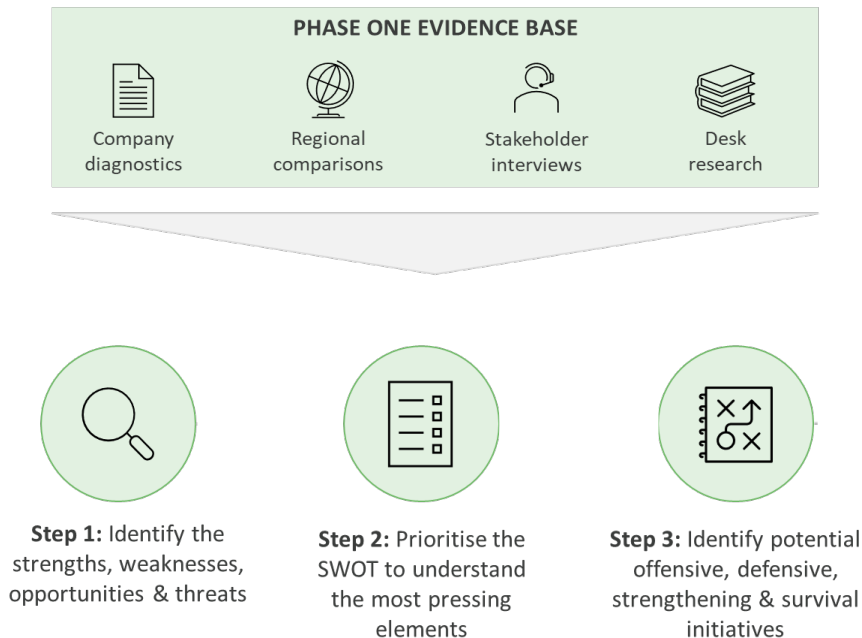 PHASE ONE EVIDENCE BASE
Company
diagnostics
Regional
comparisons
Stakeholder
interviews
Desk
research
Step 1: Identify the
strengths, weaknesses,
opportunities & threats
Step 2: Prioritise the
SWOT to understand
the most pressing
elements
Step 3: Identify potential
offensive, defensive,
strengthening & survival
initiatives